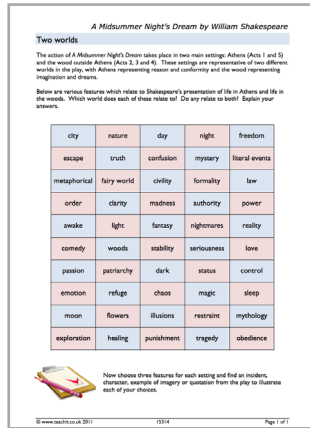 A Midsummer Night's Dream by William Shakespeare
Two worlds
The action of A Midsummer Night's Dream takes place in two main settings: Athens (Acts 1 and 5)
and the wood outside Athens (Acts 2, 3 and 4). These settings are representative of two different
worlds in the play, with Athens representing reason and conformity and the wood representing
imagination and dreams.
Below are various features which relate to Shakespeare's presentation of life in Athens and life in
the woods. Which world does each of these relate to? Do any relate to both? Explain your
answers.
city nature day night freedom
escape truth confusion mystery literal events
metaphorical fairy world civility formality law
order clarity madness authority power
awake light fantasy nightmares reality
comedy woods stability seriousness love
passion patriarchy dark status control
emotion refuge chaos magic sleep
moon flowers illusions restraint mythology
exploration healing punishment tragedy obedience
Now choose three features for each setting and find an incident,
character, example of imagery or quotation from the play to illustrate
each of your choices.
© www.teachit.co.uk 2011 15314 Page 1 of 1